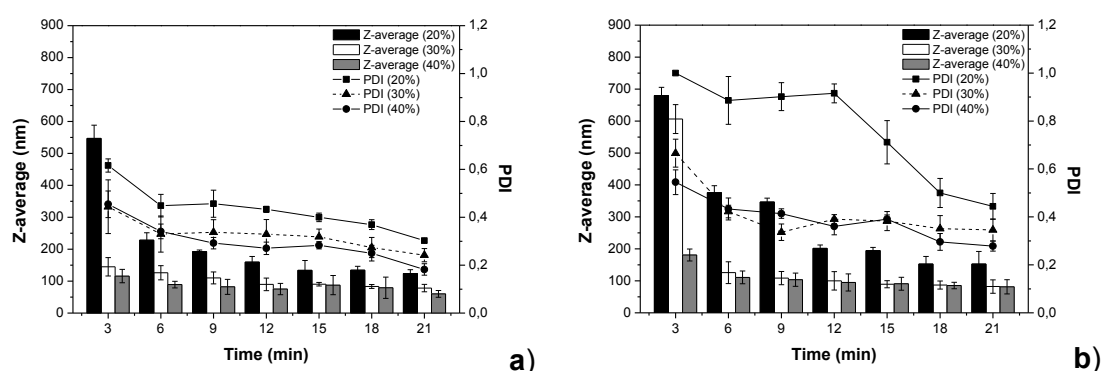 900
800
700
600
500
400
300
200
100
0
Z-average (nm)
1,2
1,0
0,8
0,6
0,4
0,2
0,0
PDI
Z-average (20%)
Z-average (30%)
Z-average (40%)
PDI (20%)
PDI (30%)
PDI (40%)
3 6 9 12 15 18 21
Time (min)
a)
900
800
700
600
500
400
300
200
100
0
Z-average (nm)
1,2
1,0
0,8
0,6
0,4
0,2
0,0
PDI
Z-average (20%)
Z-average (30%)
Z-average (40%)
PDI (20%)
PDI (30%)
PDI (40%)
3 6 9 12 15 18 21
Time (min)
b)